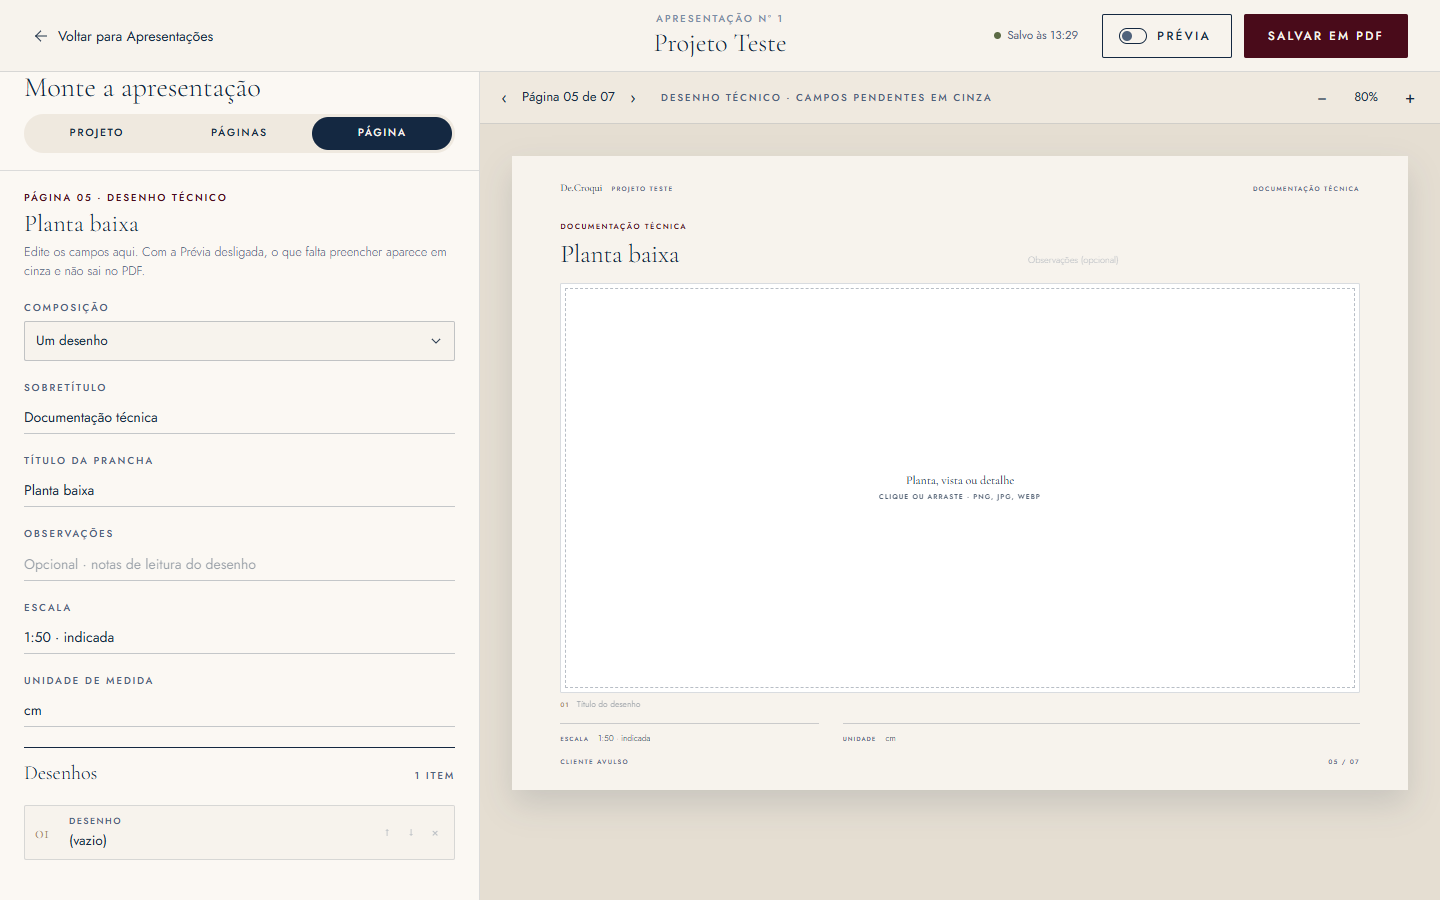 Voltar para Apresentações
APRESENTAÇÃO Nº 1
Projeto Teste
Salvo às 13:29
PRÉVIA
SALVAR EM PDF
Monte a apresentação
PROJETO
PÁGINAS
PÁGINA
PÁGINA 05 · DESENHO TÉCNICO
Planta baixa
Edite os campos aqui. Com a Prévia desligada, o que falta preencher aparece em
cinza e não sai no PDF.
COMPOSIÇÃO
Um desenho
SOBRETÍTULO
Documentação técnica
TÍTULO DA PRANCHA
Planta baixa
OBSERVAÇÕES
Opcional · notas de leitura do desenho
ESCALA
1:50 · indicada
UNIDADE DE MEDIDA
cm
Desenhos
1 ITEM
01
DESENHO
(vazio)
Página 05 de 07
DESENHO TÉCNICO · CAMPOS PENDENTES EM CINZA
80%
De.Croqui PROJETO TESTE
DOCUMENTAÇÃO TÉCNICA
DOCUMENTAÇÃO TÉCNICA
Planta baixa
Observações (opcional)
Planta, vista ou detalhe
CLIQUE OU ARRASTE · PNG, JPG, WEBP
01 Título do desenho
ESCALA 1:50 · indicada
UNIDADE cm
CLIENTE AVULSO
05 / 07